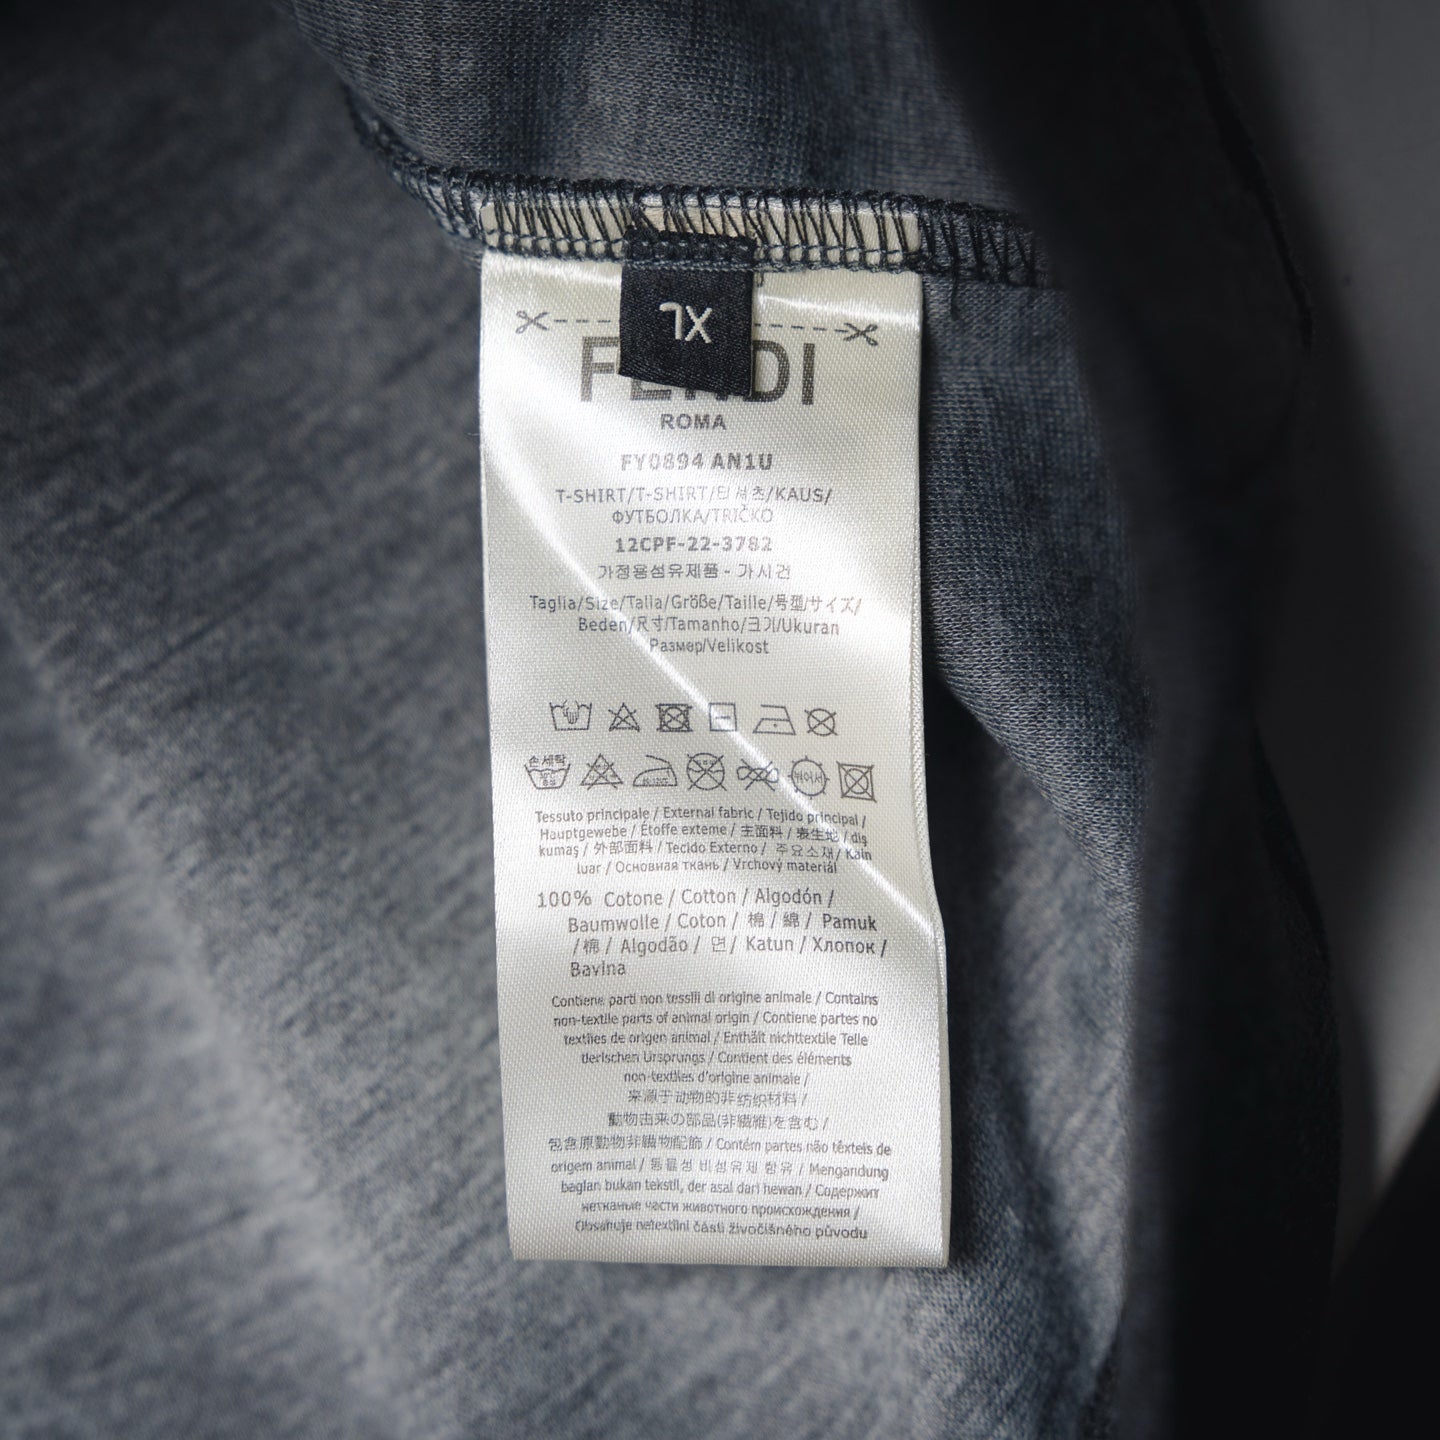 XL
FENDI
ROMA
FY0894 AN1U
T-SHIRT/T-SHIRT/티셔츠/KAUS/
ФУТБОЛКА/TRIČKO
12CPF-22-3782
가정용섬유제품 - 가시건
Taglia/Size/Talla/Größe/Taille/号型/サイズ/
Beden/尺寸/Tamanho/크기/Ukuran
Размер/Velikost
손세탁
Tessuto principale / External fabric / Tejido principal /
Hauptgewebe / Étoffe externe / 主面料 / 表生地 / dış
kumaş / 外部面料 / Tecido Externo / 주요소재 / Kain
luar / Основная ткань / Vrchový materiál
100% Cotone / Cotton / Algodón /
Baumwolle / Coton / 棉 / 綿 / Pamuk
/ 棉 / Algodão / 면 / Katun / Хлопок /
Bavlna
Contiene parti non tessili di origine animale / Contains
non-textile parts of animal origin / Contiene partes no
textiles de origen animal / Enthält nichttextile Teile
tierischen Ursprungs / Contient des éléments
non-textiles d'origine animale /
来源于动物的非纺织材料 /
動物由来の部品(非繊維)を含む /
包含原動物非織物配飾 / Contém partes não têxteis de
origem animal / 동물성 비섬유제 함유 / Mengandung
bagian bukan tekstil, der asal dari hewan / Содержит
нетканые части животного происхождения /
Obsahuje netextilní části živočišného původu